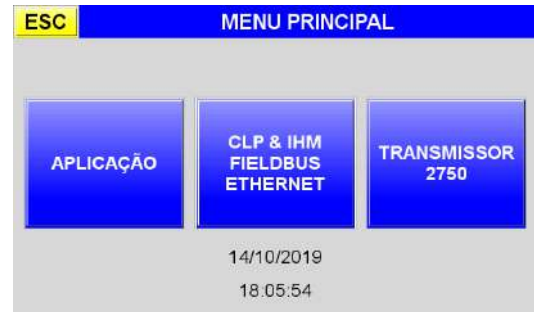 ESC MENU PRINCIPAL
APLICAÇÃO
CLP & IHM
FIELDBUS
ETHERNET
TRANSMISSOR
2750
14/10/2019
18:05:54